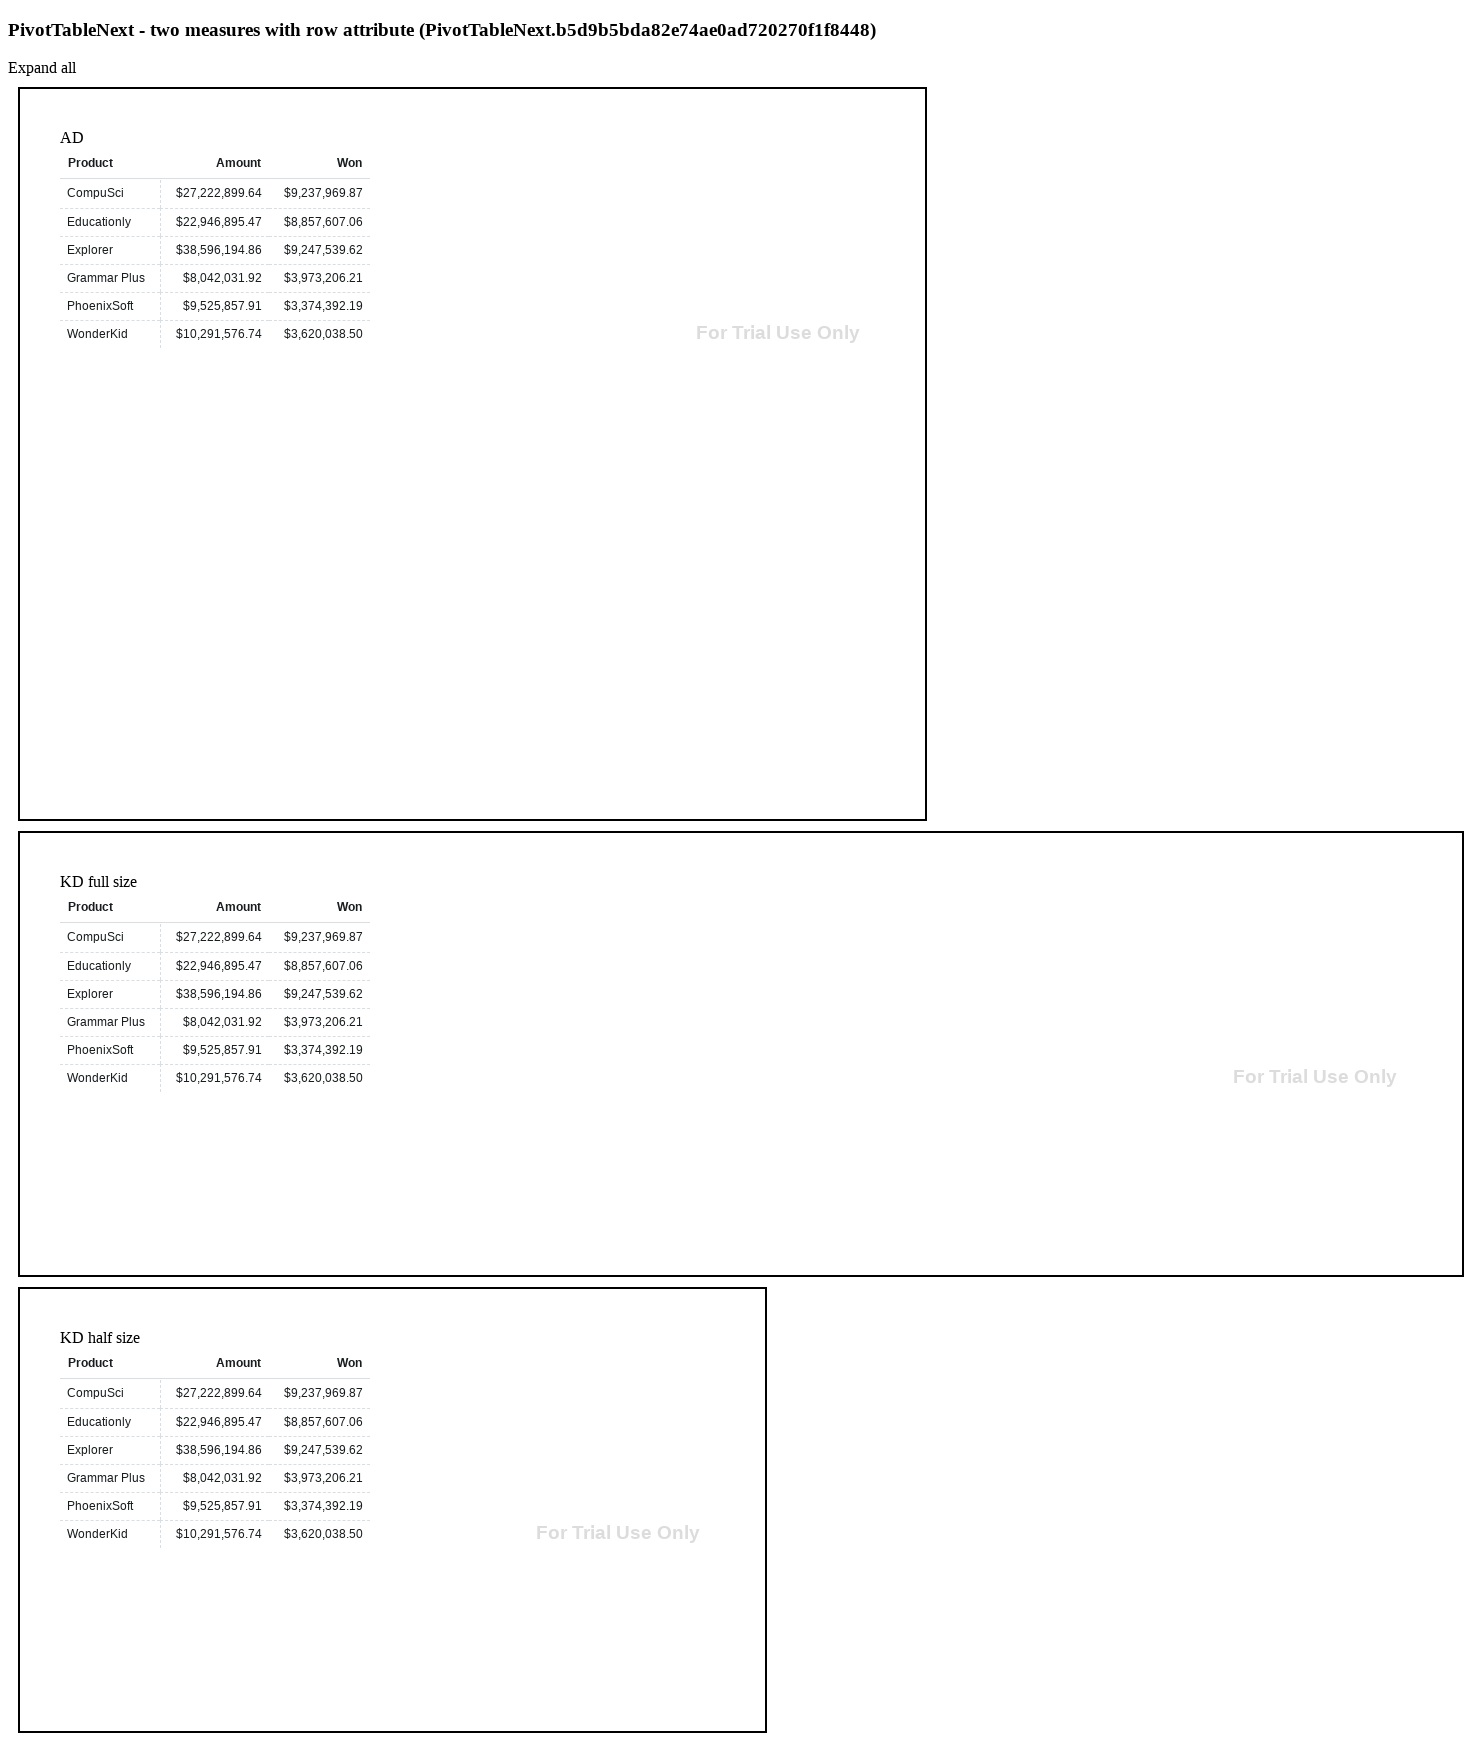 PivotTableNext - two measures with row attribute (PivotTableNext.b5d9b5bda82e74ae0ad720270f1f8448)
Expand all
AD
Product Amount Won
CompuSci $27,222,899.64 $9,237,969.87
Educationly $22,946,895.47 $8,857,607.06
Explorer $38,596,194.86 $9,247,539.62
Grammar Plus $8,042,031.92 $3,973,206.21
PhoenixSoft $9,525,857.91 $3,374,392.19
WonderKid $10,291,576.74 $3,620,038.50
For Trial Use Only
KD full size
Product Amount Won
CompuSci $27,222,899.64 $9,237,969.87
Educationly $22,946,895.47 $8,857,607.06
Explorer $38,596,194.86 $9,247,539.62
Grammar Plus $8,042,031.92 $3,973,206.21
PhoenixSoft $9,525,857.91 $3,374,392.19
WonderKid $10,291,576.74 $3,620,038.50
For Trial Use Only
KD half size
Product Amount Won
CompuSci $27,222,899.64 $9,237,969.87
Educationly $22,946,895.47 $8,857,607.06
Explorer $38,596,194.86 $9,247,539.62
Grammar Plus $8,042,031.92 $3,973,206.21
PhoenixSoft $9,525,857.91 $3,374,392.19
WonderKid $10,291,576.74 $3,620,038.50
For Trial Use Only